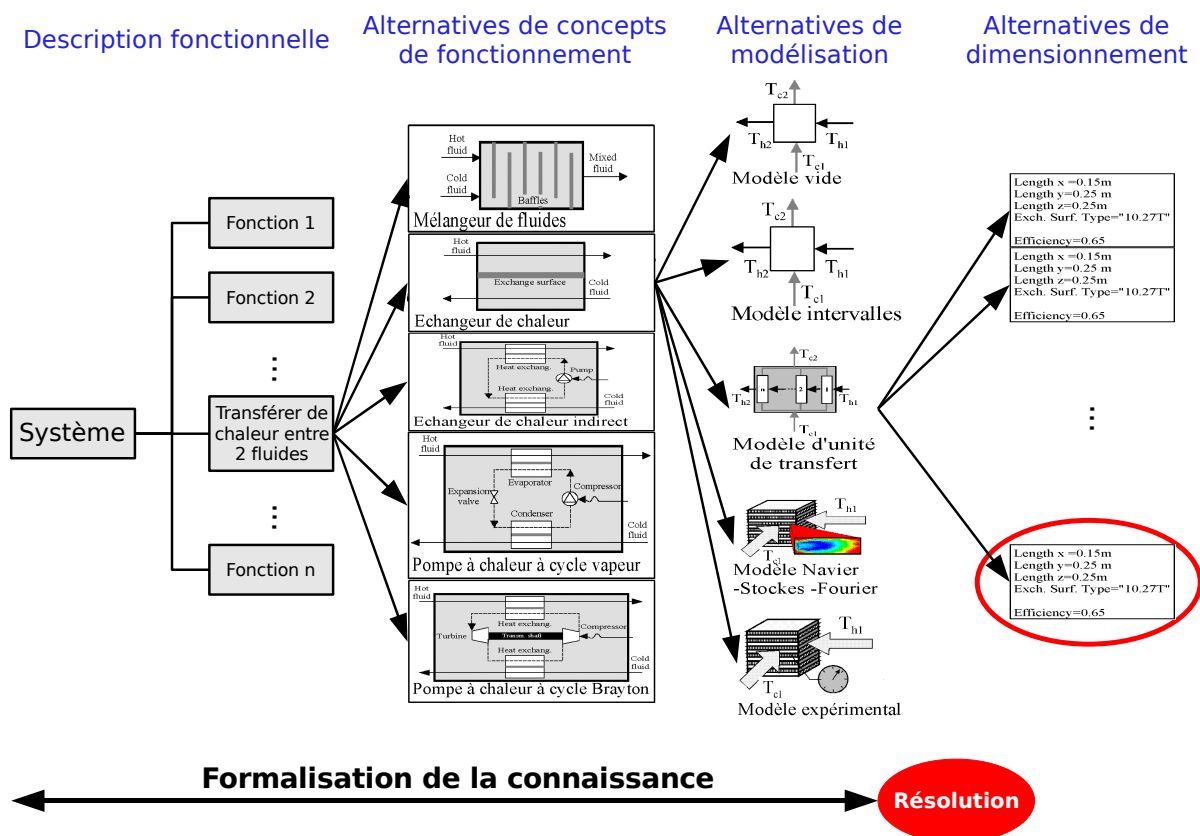 Description fonctionnelle
Alternatives de concepts
de fonctionnement
Alternatives de
modélisation
Alternatives de
dimensionnement
Système
Fonction 1
Fonction 2
...
Transférer de
chaleur entre
2 fluides
...
Fonction n
Hot
fluid
Cold
fluid
Mixed
fluid
Baffles
Mélangeur de fluides
Hot
fluid
Exchange surface
Cold
fluid
Echangeur de chaleur
Hot
fluid
Heat exchang.
Pump
Heat exchang.
Cold
fluid
Echangeur de chaleur indirect
Hot
fluid
Evaporator
Expansion
valve
Compressor
Condenser
Cold
fluid
Pompe à chaleur à cycle vapeur
Hot
fluid
Heat exchang.
Turbine
Transm. shaft
Compressor
Heat exchang.
Cold
fluid
Pompe à chaleur à cycle Brayton
Tc2
Th2
Th1
Tc1
Modèle vide
Tc2
Th2
Th1
Tc1
Modèle intervalles
Tc2
n
2
1
Th2
Th1
Tc1
Modèle d'unité
de transfert
Th1
Tc1
Modèle Navier
-Stockes -Fourier
Th1
Tc1
Modèle expérimental
Length x =0.15m
Length y=0.25 m
Length z=0.25m
Exch. Surf. Type="10.27T"
Efficiency=0.65
Length x =0.15m
Length y=0.25 m
Length z=0.25m
Exch. Surf. Type="10.27T"
Efficiency=0.65
...
Length x =0.15m
Length y=0.25 m
Length z=0.25m
Exch. Surf. Type="10.27T"
Efficiency=0.65
Formalisation de la connaissance
Résolution